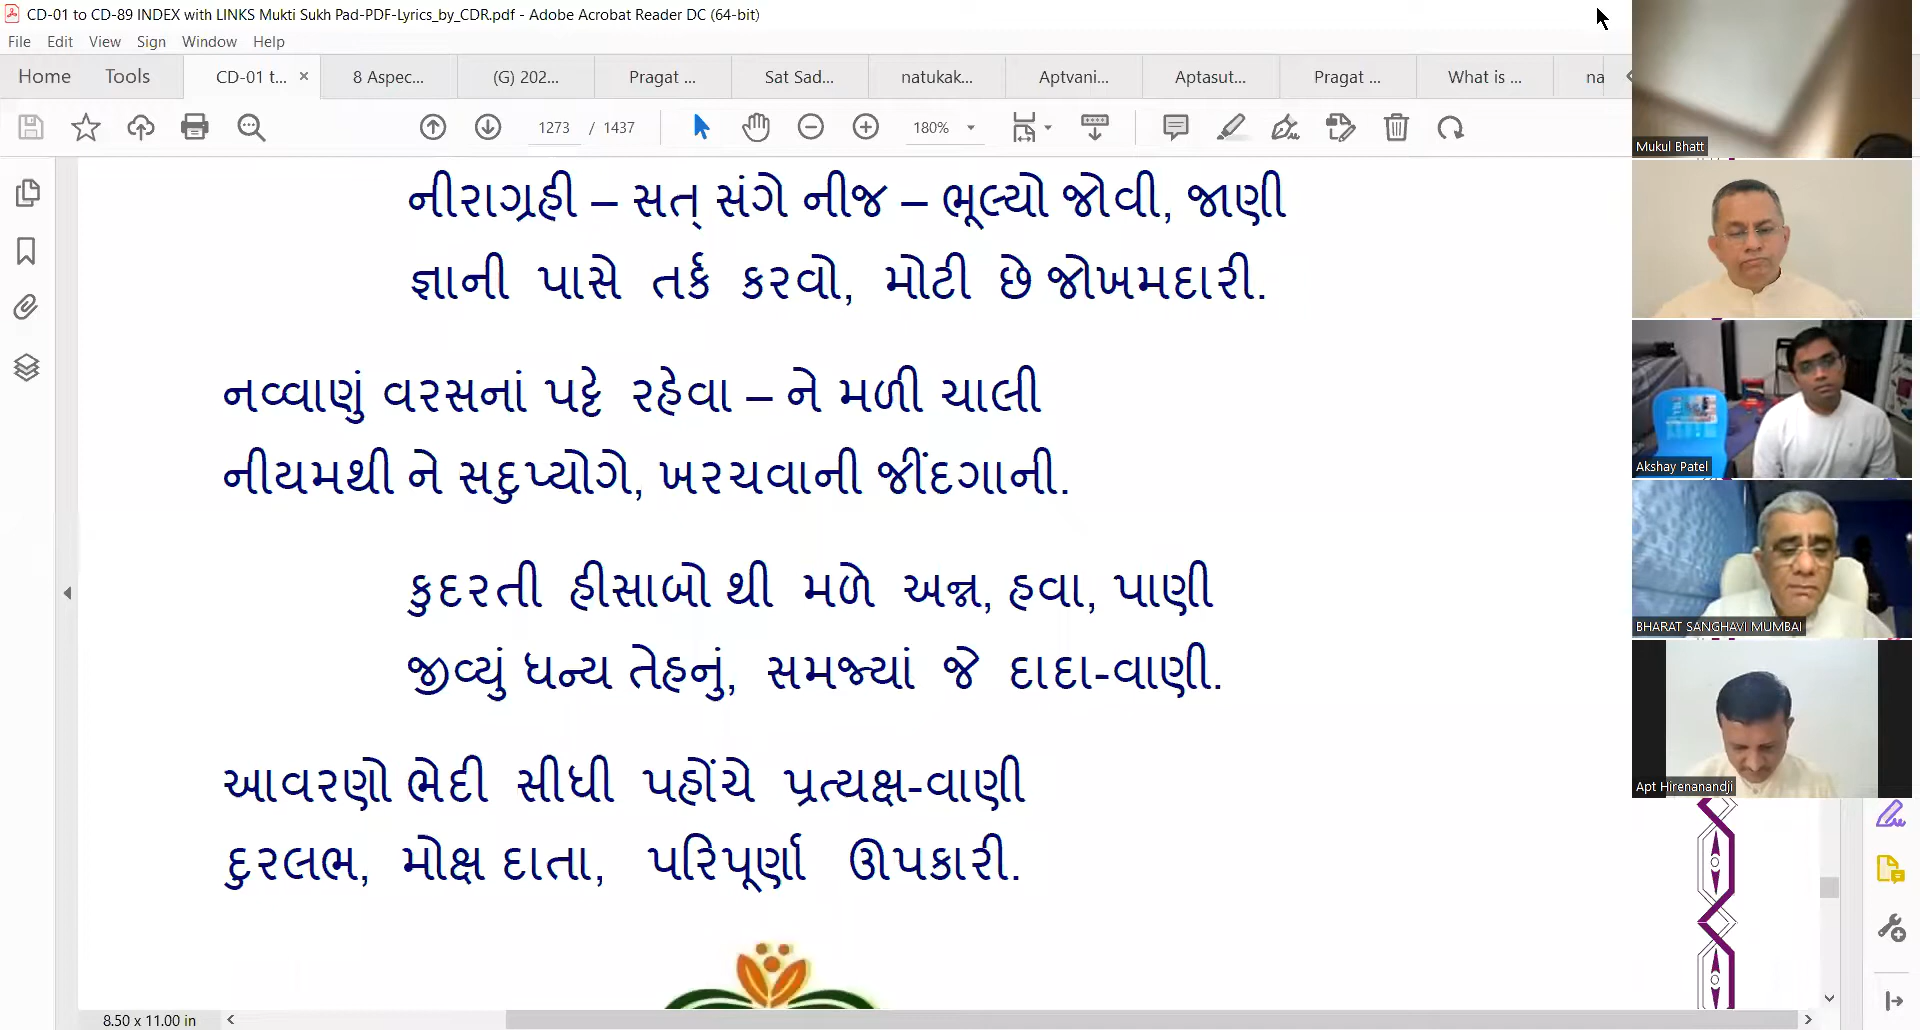 CD-01 to CD-89 INDEX with LINKS Mukti Sukh Pad-PDF-Lyrics_by_CDR.pdf - Adobe Acrobat Reader DC (64-bit)
File Edit View Sign Window Help
Home Tools CD-01 t... × 8 Aspec... (G) 202... Pragat ... Sat Sad... natukak... Aptvani... Aptasut... Pragat ... What is ... na
1273 / 1437 180%
નીરાગ્રહી – સત્ સંગે નીજ – ભૂલ્યો જોવી, જાણી
જ્ઞાની પાસે તર્ક કરવો, મોટી છે જોખમદારી.
નવ્વાણું વરસનાં પટ્ટે રહેવા – ને મળી ચાલી
નીયમથી ને સદુપ્યોગે, ખરચવાની જીંદગાની.
કુદરતી હીસાબો થી મળે અન્ન, હવા, પાણી
જીવ્યું ધન્ય તેહનું, સમજ્યાં જે દાદા-વાણી.
આવરણો ભેદી સીધી પહોંચે પ્રત્યક્ષ-વાણી
દુરલભ, મોક્ષ દાતા, પરિપૂર્ણા ઊપકારી.
8.50 x 11.00 in
Mukul Bhatt
Akshay Patel
BHARAT SANGHAVI MUMBAI
Apt Hirenanandji